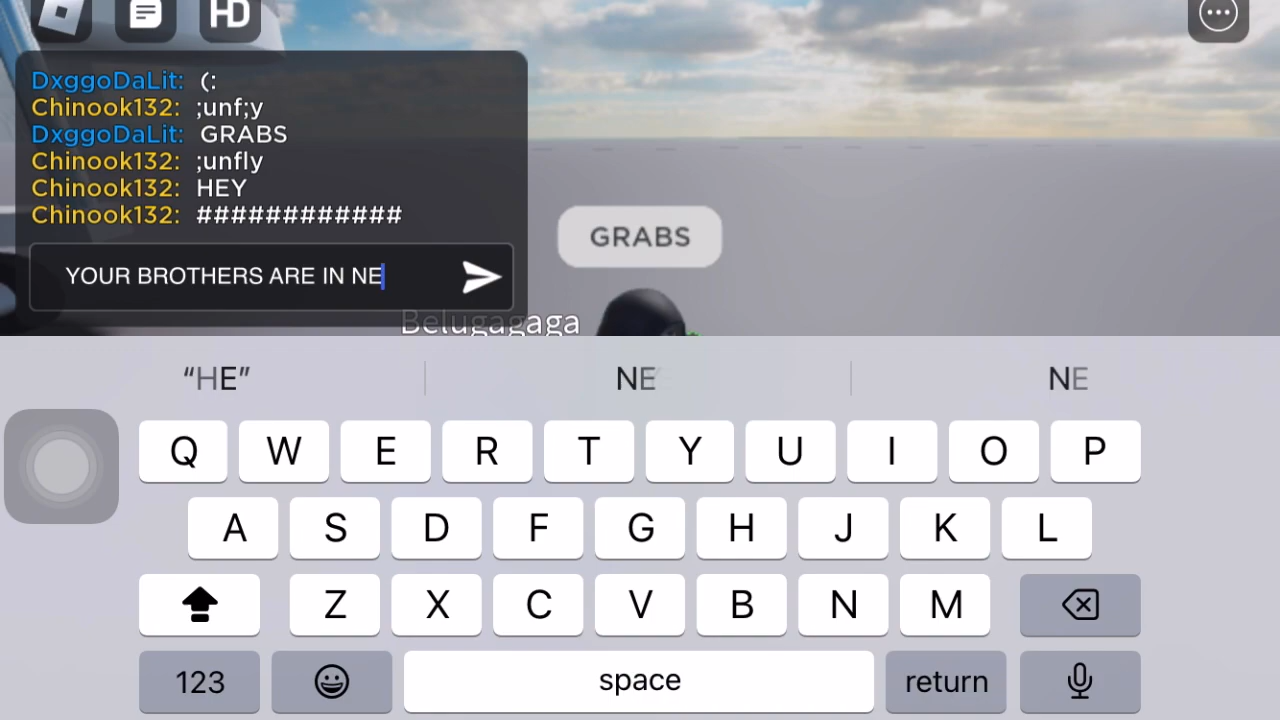 HD
DxggoDaLit: (:
Chinook132: ;unf;y
DxggoDaLit: GRABS
Chinook132: ;unfly
Chinook132: HEY
Chinook132: ############
YOUR BROTHERS ARE IN NE
GRABS
Belugagaga
“HE” NE NE
Q W E R T Y U I O P
A S D F G H J K L
Z X C V B N M
123 space return